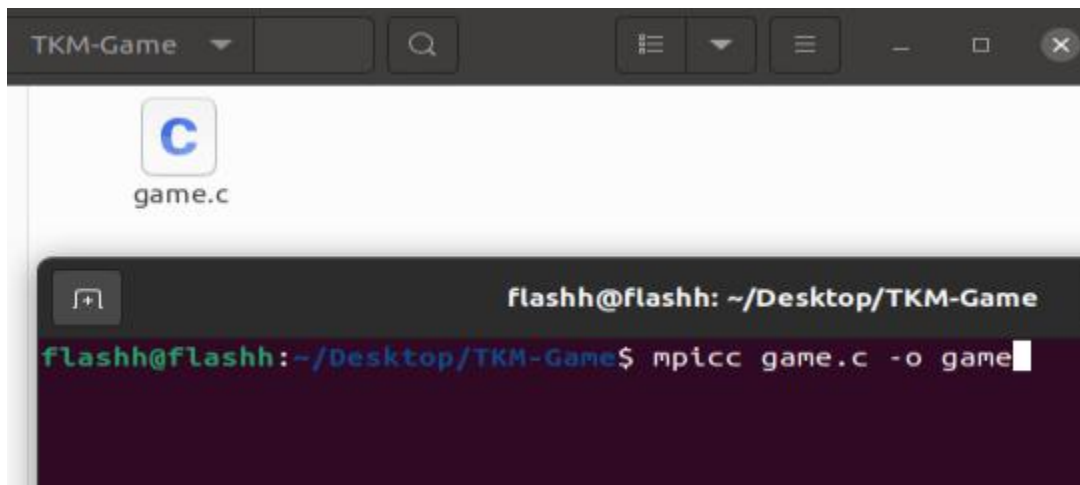 TKM-Game
C
game.c
flashh@flashh: ~/Desktop/TKM-Game
flashh@flashh:~/Desktop/TKM-Game$ mpicc game.c -o game